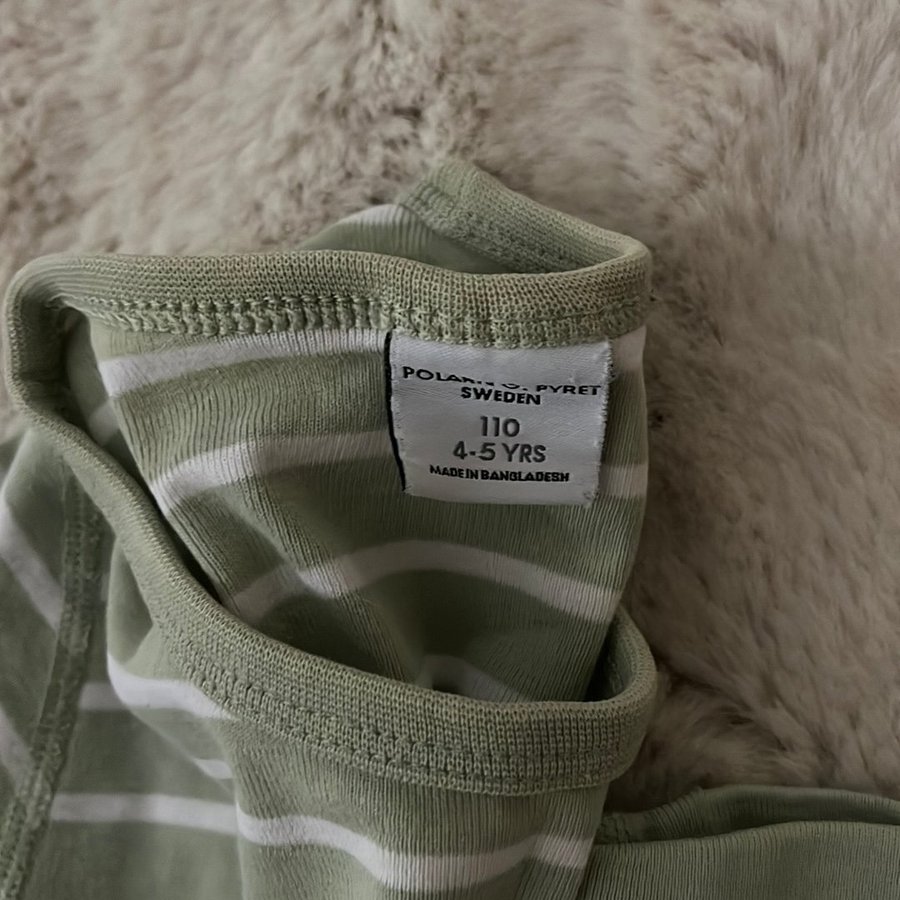 POLARN O. PYRET
SWEDEN
110
4-5 YRS
MADE IN BANGLADESH